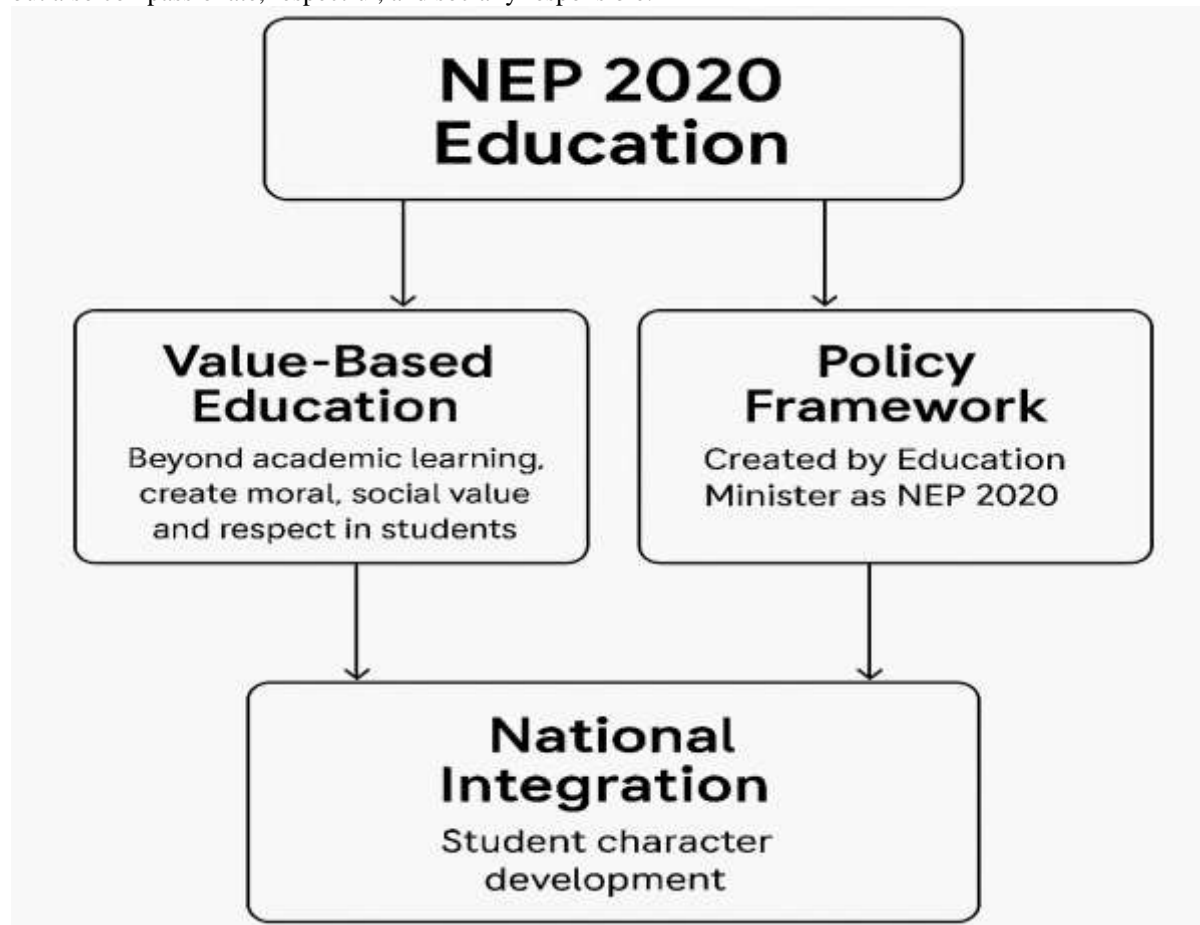 NEP 2020
Education
Value-Based
Education
Beyond academic learning,
create moral, social value
and respect in students
Policy
Framework
Created by Education
Minister as NEP 2020
National
Integration
Student character
development